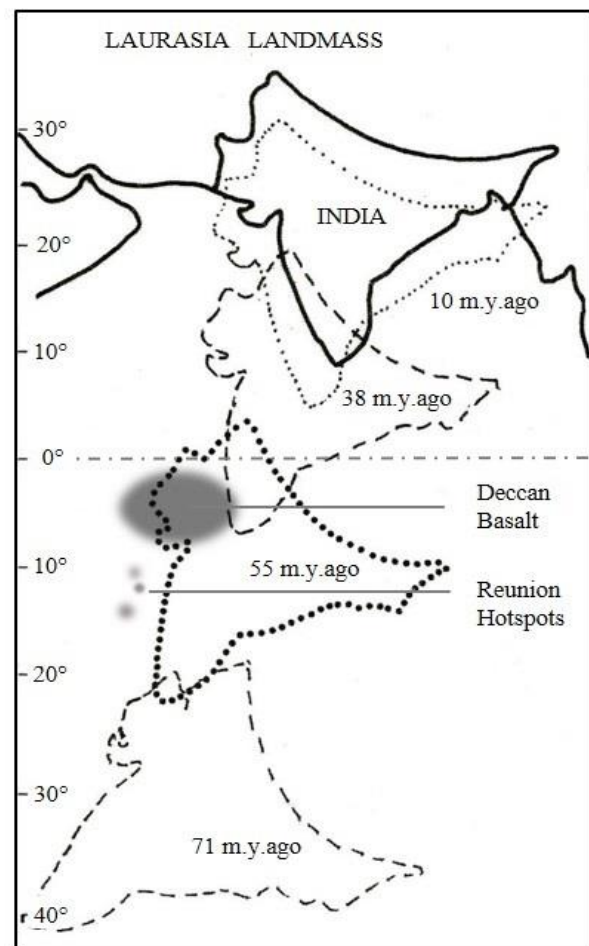 LAURASIA LANDMASS
30°
INDIA
20°
10 m.y.ago
10°
38 m.y.ago
0°
Deccan
Basalt
10°
55 m.y.ago
Reunion
Hotspots
20°
30°
71 m.y.ago
40°